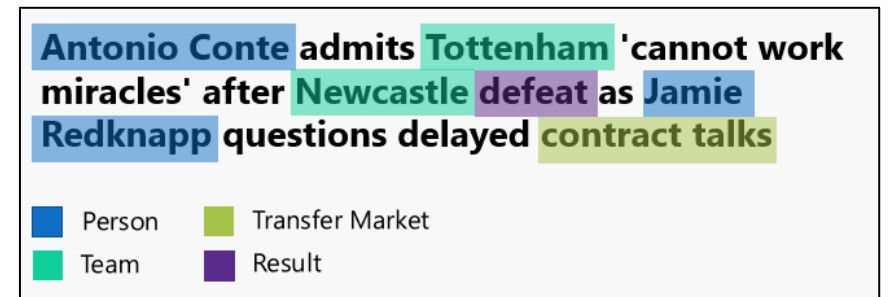 Antonio Conte admits Tottenham 'cannot work
miracles' after Newcastle defeat as Jamie
Redknapp questions delayed contract talks
Person Transfer Market
Team Result